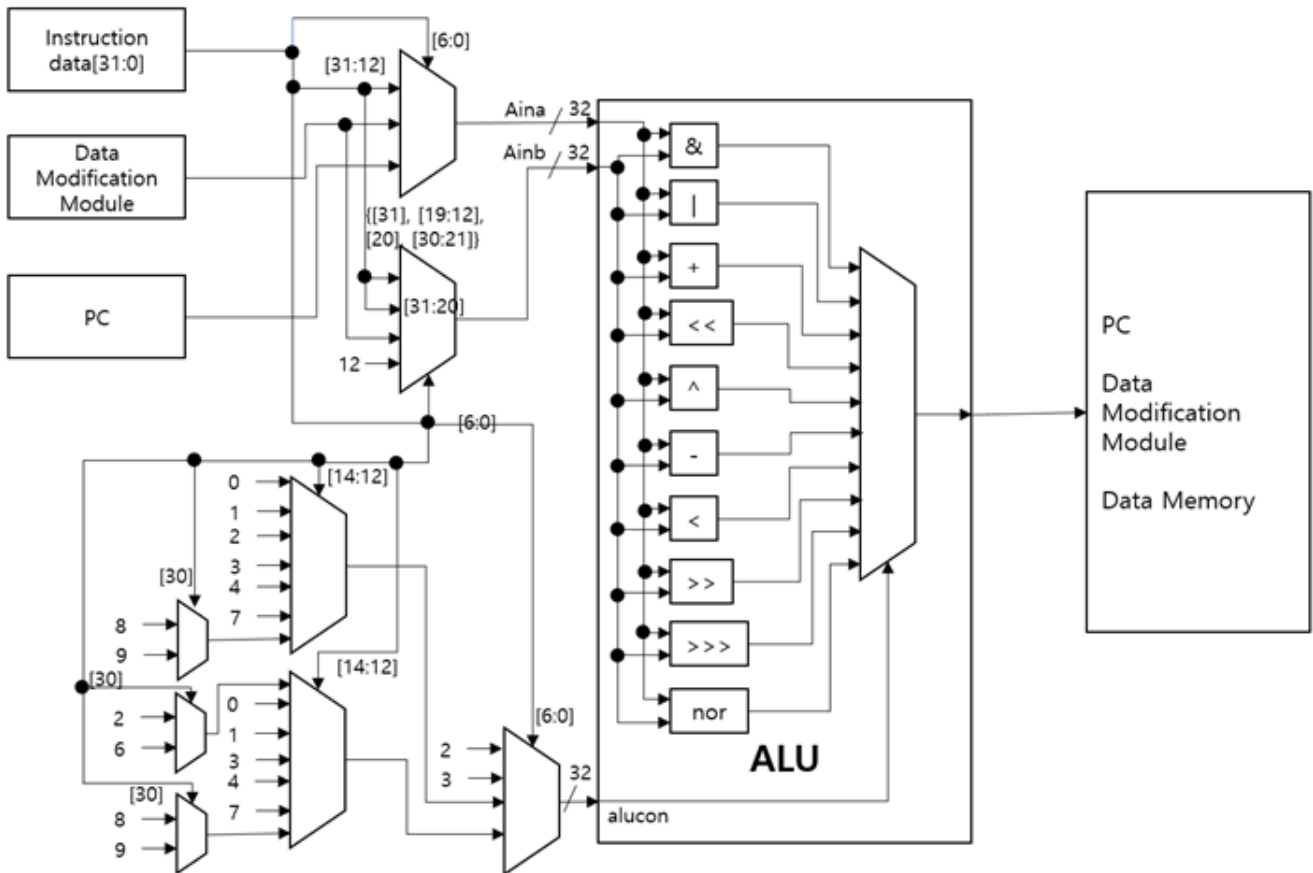 Instruction
data[31:0]
[6:0]
[31:12]
Data
Modification
Module
Aina
32
Ainb
32
{[31], [19:12],
[20], [30:21]}
PC
[31:20]
12
[6:0]
[14:12]
0
1
2
3
4
7
[30]
8
9
[14:12]
[30]
0
2
1
6
3
4
7
[30]
8
9
[6:0]
2
3
32
alucon
&
|
+
<<
^
-
<
>>
>>>
nor
ALU
PC
Data
Modification
Module
Data Memory